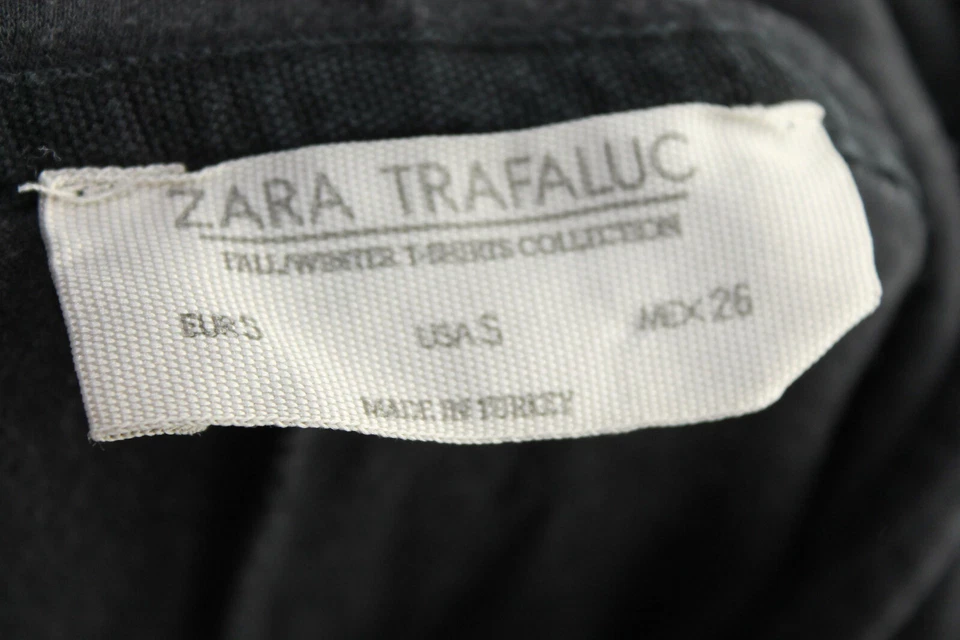 ZARA TRAFALUC
FALL/WINTER T-SHIRTS COLLECTION
EUR S USA S MEX 26
MADE IN TURKEY